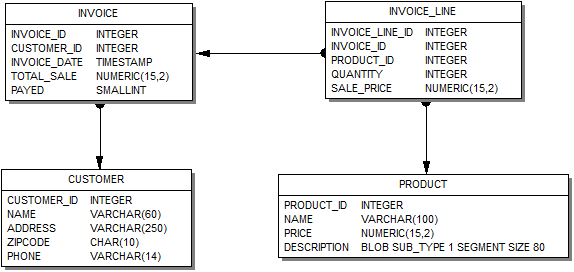 INVOICE
INVOICE_ID INTEGER
CUSTOMER_ID INTEGER
INVOICE_DATE TIMESTAMP
TOTAL_SALE NUMERIC(15,2)
PAYED SMALLINT
INVOICE_LINE
INVOICE_LINE_ID INTEGER
INVOICE_ID INTEGER
PRODUCT_ID INTEGER
QUANTITY INTEGER
SALE_PRICE NUMERIC(15,2)
CUSTOMER
CUSTOMER_ID INTEGER
NAME VARCHAR(60)
ADDRESS VARCHAR(250)
ZIPCODE CHAR(10)
PHONE VARCHAR(14)
PRODUCT
PRODUCT_ID INTEGER
NAME VARCHAR(100)
PRICE NUMERIC(15,2)
DESCRIPTION BLOB SUB_TYPE 1 SEGMENT SIZE 80